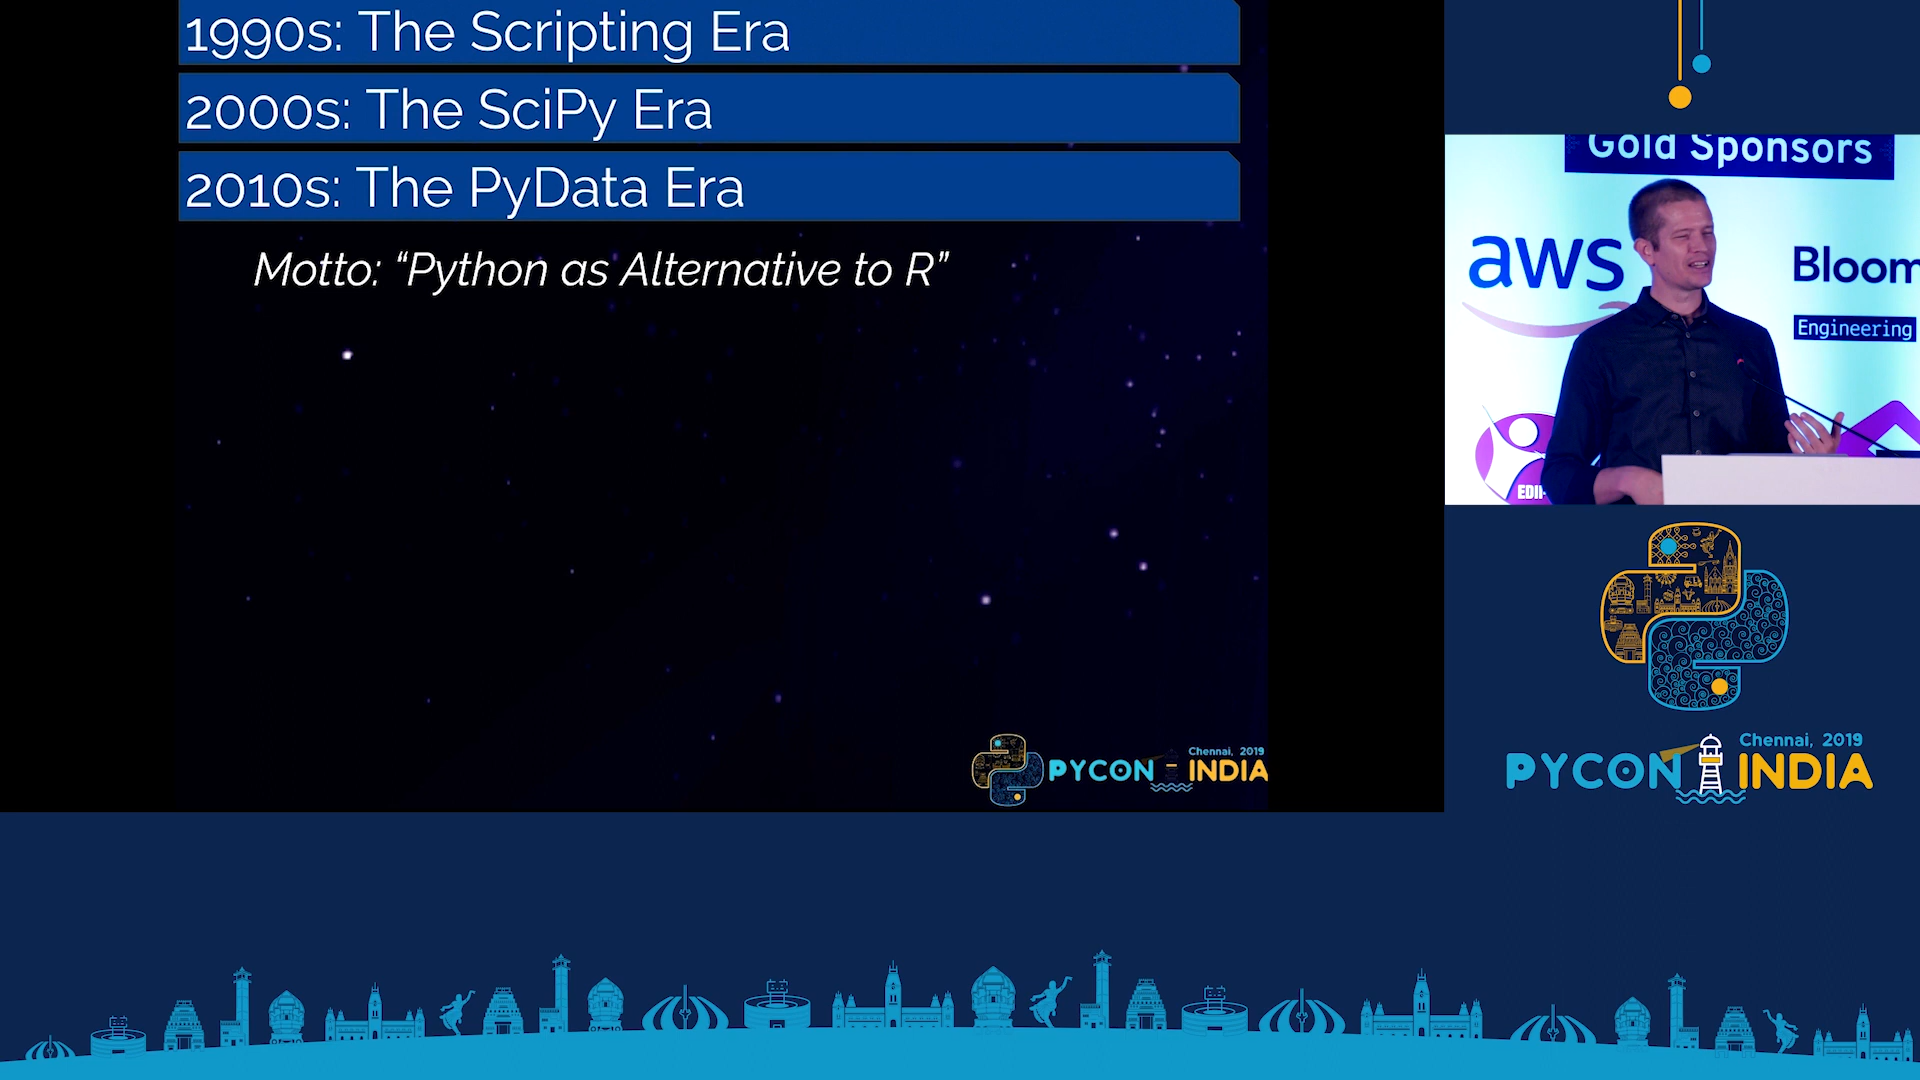 1990s: The Scripting Era
2000s: The SciPy Era
2010s: The PyData Era
Motto: “Python as Alternative to R”
Chennai, 2019
PYCON INDIA
Gold Sponsors
aws
Bloom
Engineering
EDII
Chennai, 2019
PYCON INDIA